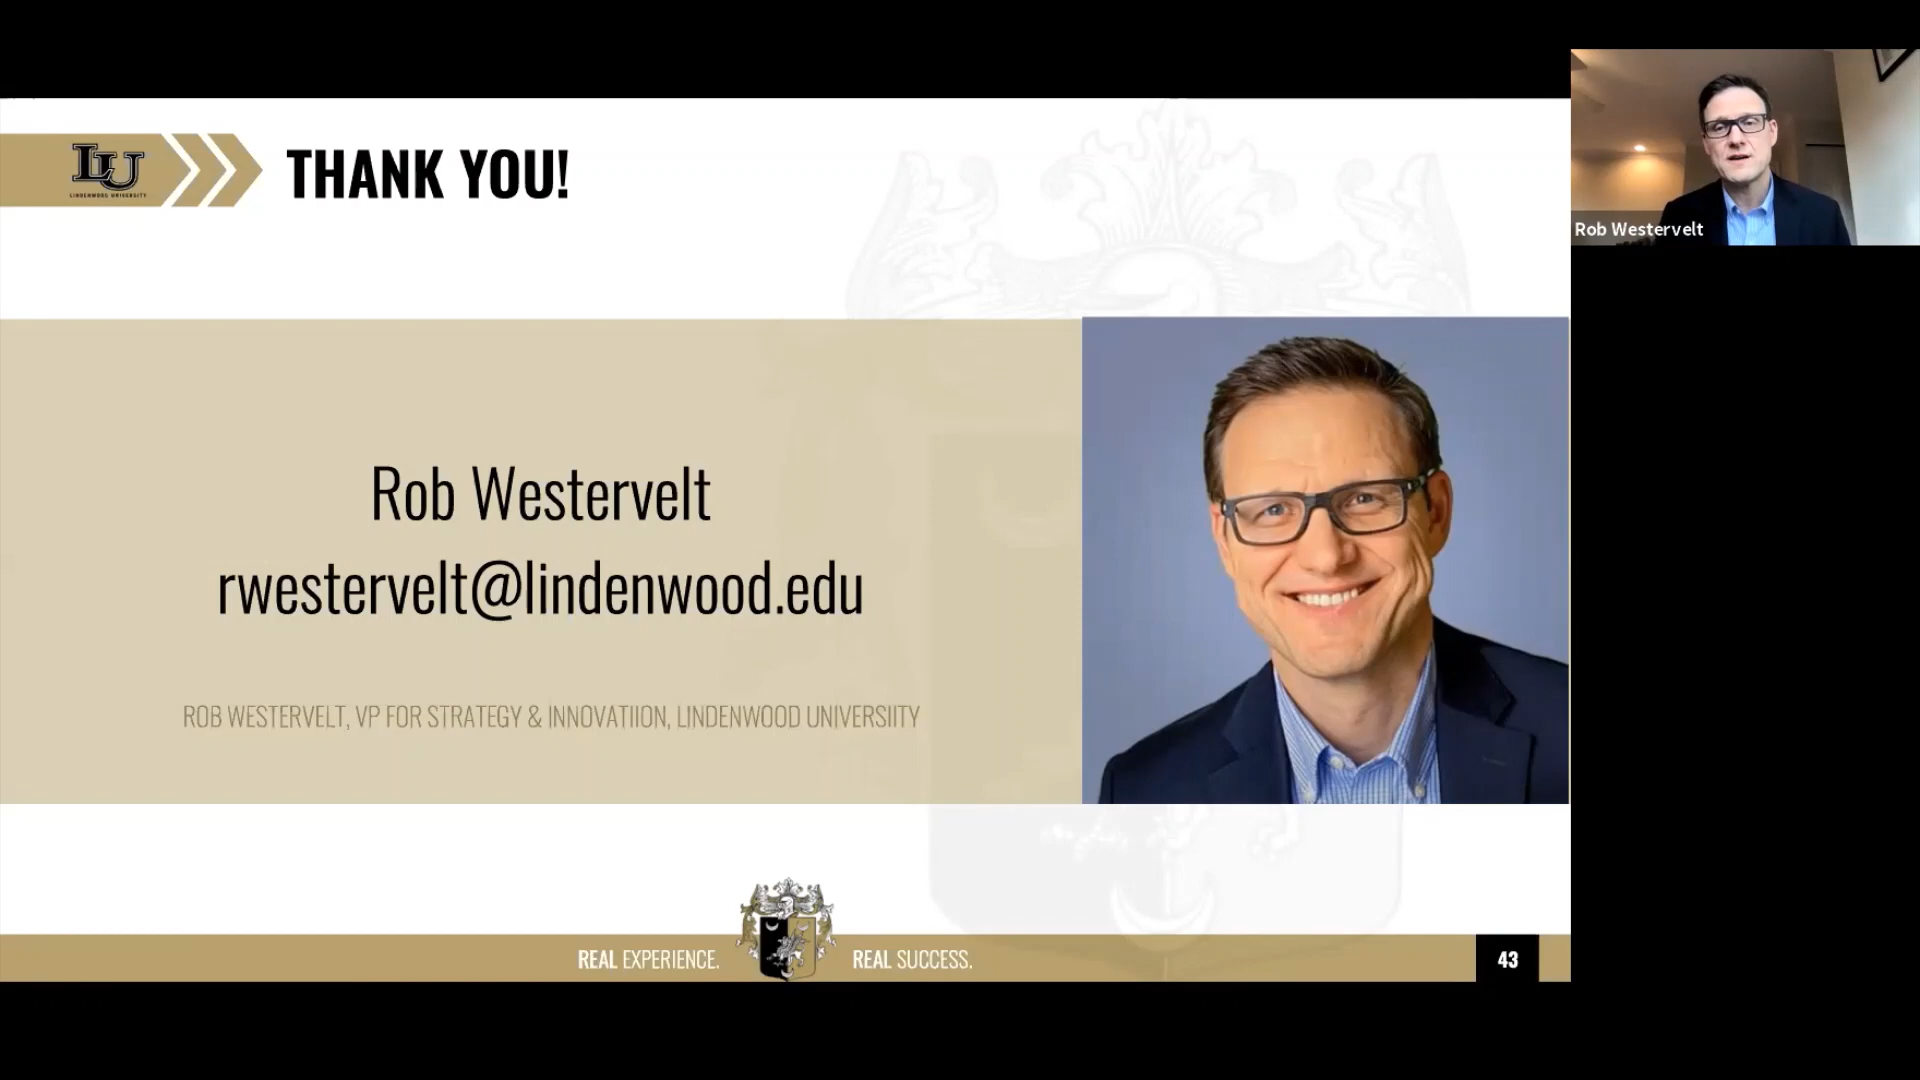 LU
LINDENWOOD UNIVERSITY
THANK YOU!
Rob Westervelt
Rob Westervelt
rwestervelt@lindenwood.edu
ROB WESTERVELT, VP FOR STRATEGY & INNOVATIION, LINDENWOOD UNIVERSIITY
REAL EXPERIENCE.
REAL SUCCESS.
43